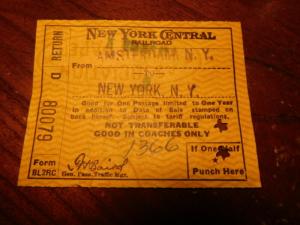 NEW YORK CENTRAL
RAILROAD
AMSTERDAM, N. Y.
From
NEW YORK, N. Y.
Good for One Passage limited to One Year
in addition to Date of Sale stamped on
back hereof. Subject to tariff regulations.
NOT TRANSFERABLE
GOOD IN COACHES ONLY
1366
Gen. Pass. Traffic Mgr.
Form
BL2RC
If One Half
Punch Here
D RETURN
80079